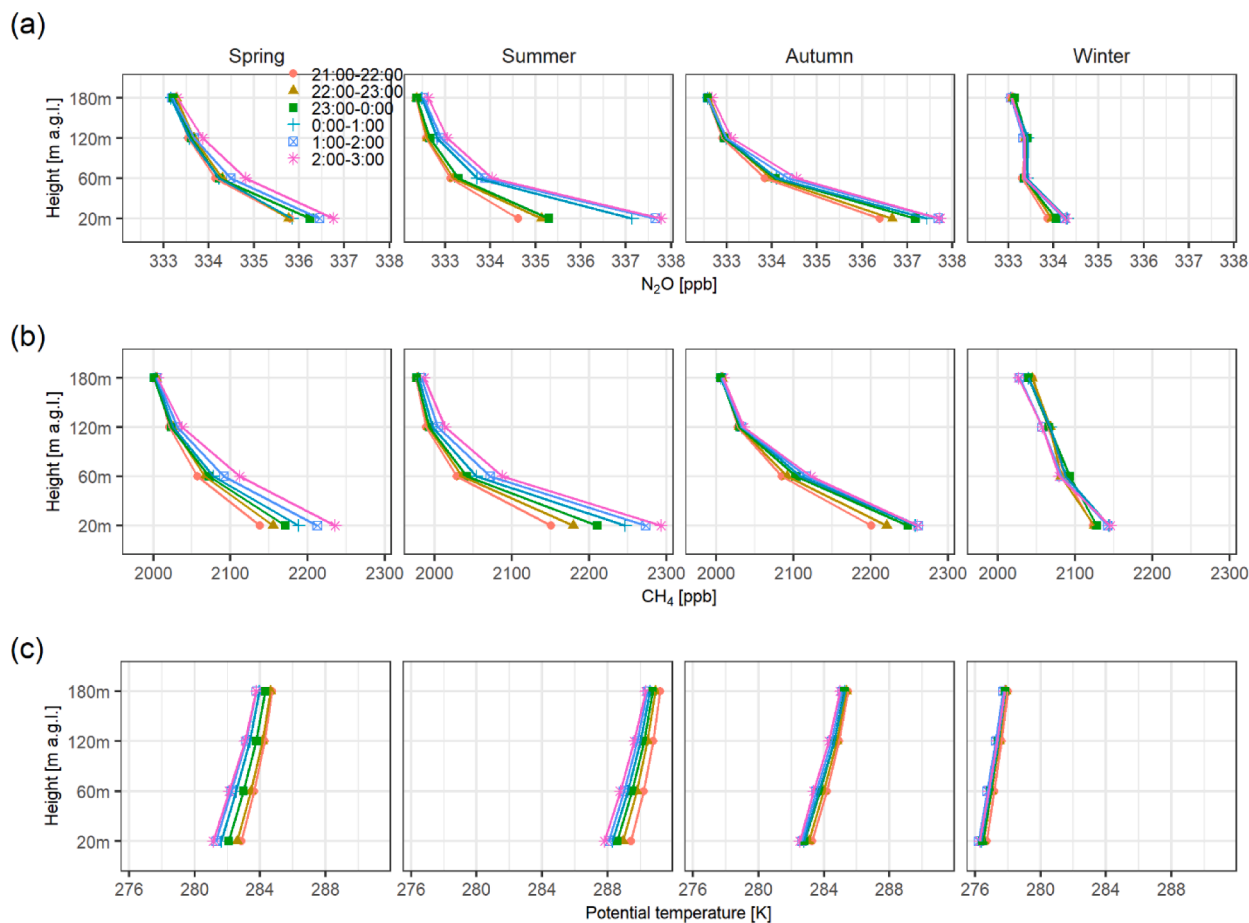 (a)
Spring Summer Autumn Winter
21:00-22:00
22:00-23:00
23:00-0:00
0:00-1:00
1:00-2:00
2:00-3:00
Height [m a.g.l.]
180m
120m
60m
20m
333 334 335 336 337 338 333 334 335 336 337 338 333 334 335 336 337 338 333 334 335 336 337 338
N₂O [ppb]
(b)
Height [m a.g.l.]
180m
120m
60m
20m
2000 2100 2200 2300 2000 2100 2200 2300 2000 2100 2200 2300 2000 2100 2200 2300
CH₄ [ppb]
(c)
Height [m a.g.l.]
180m
120m
60m
20m
276 280 284 288 276 280 284 288 276 280 284 288 276 280 284 288
Potential temperature [K]